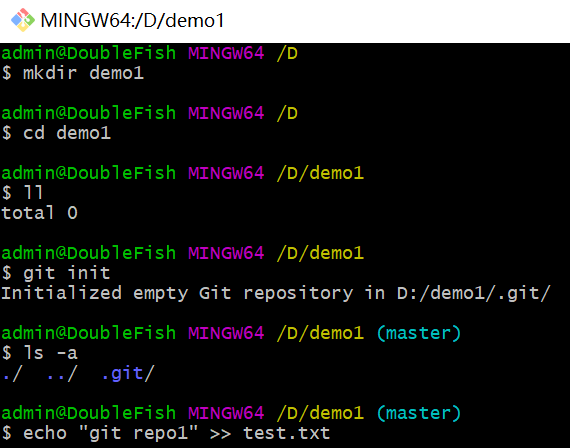 MINGW64:/D/demo1
admin@DoubleFish MINGW64 /D
$ mkdir demo1
admin@DoubleFish MINGW64 /D
$ cd demo1
admin@DoubleFish MINGW64 /D/demo1
$ ll
total 0
admin@DoubleFish MINGW64 /D/demo1
$ git init
Initialized empty Git repository in D:/demo1/.git/
admin@DoubleFish MINGW64 /D/demo1 (master)
$ ls -a
./  ../  .git/
admin@DoubleFish MINGW64 /D/demo1 (master)
$ echo "git repo1" >> test.txt